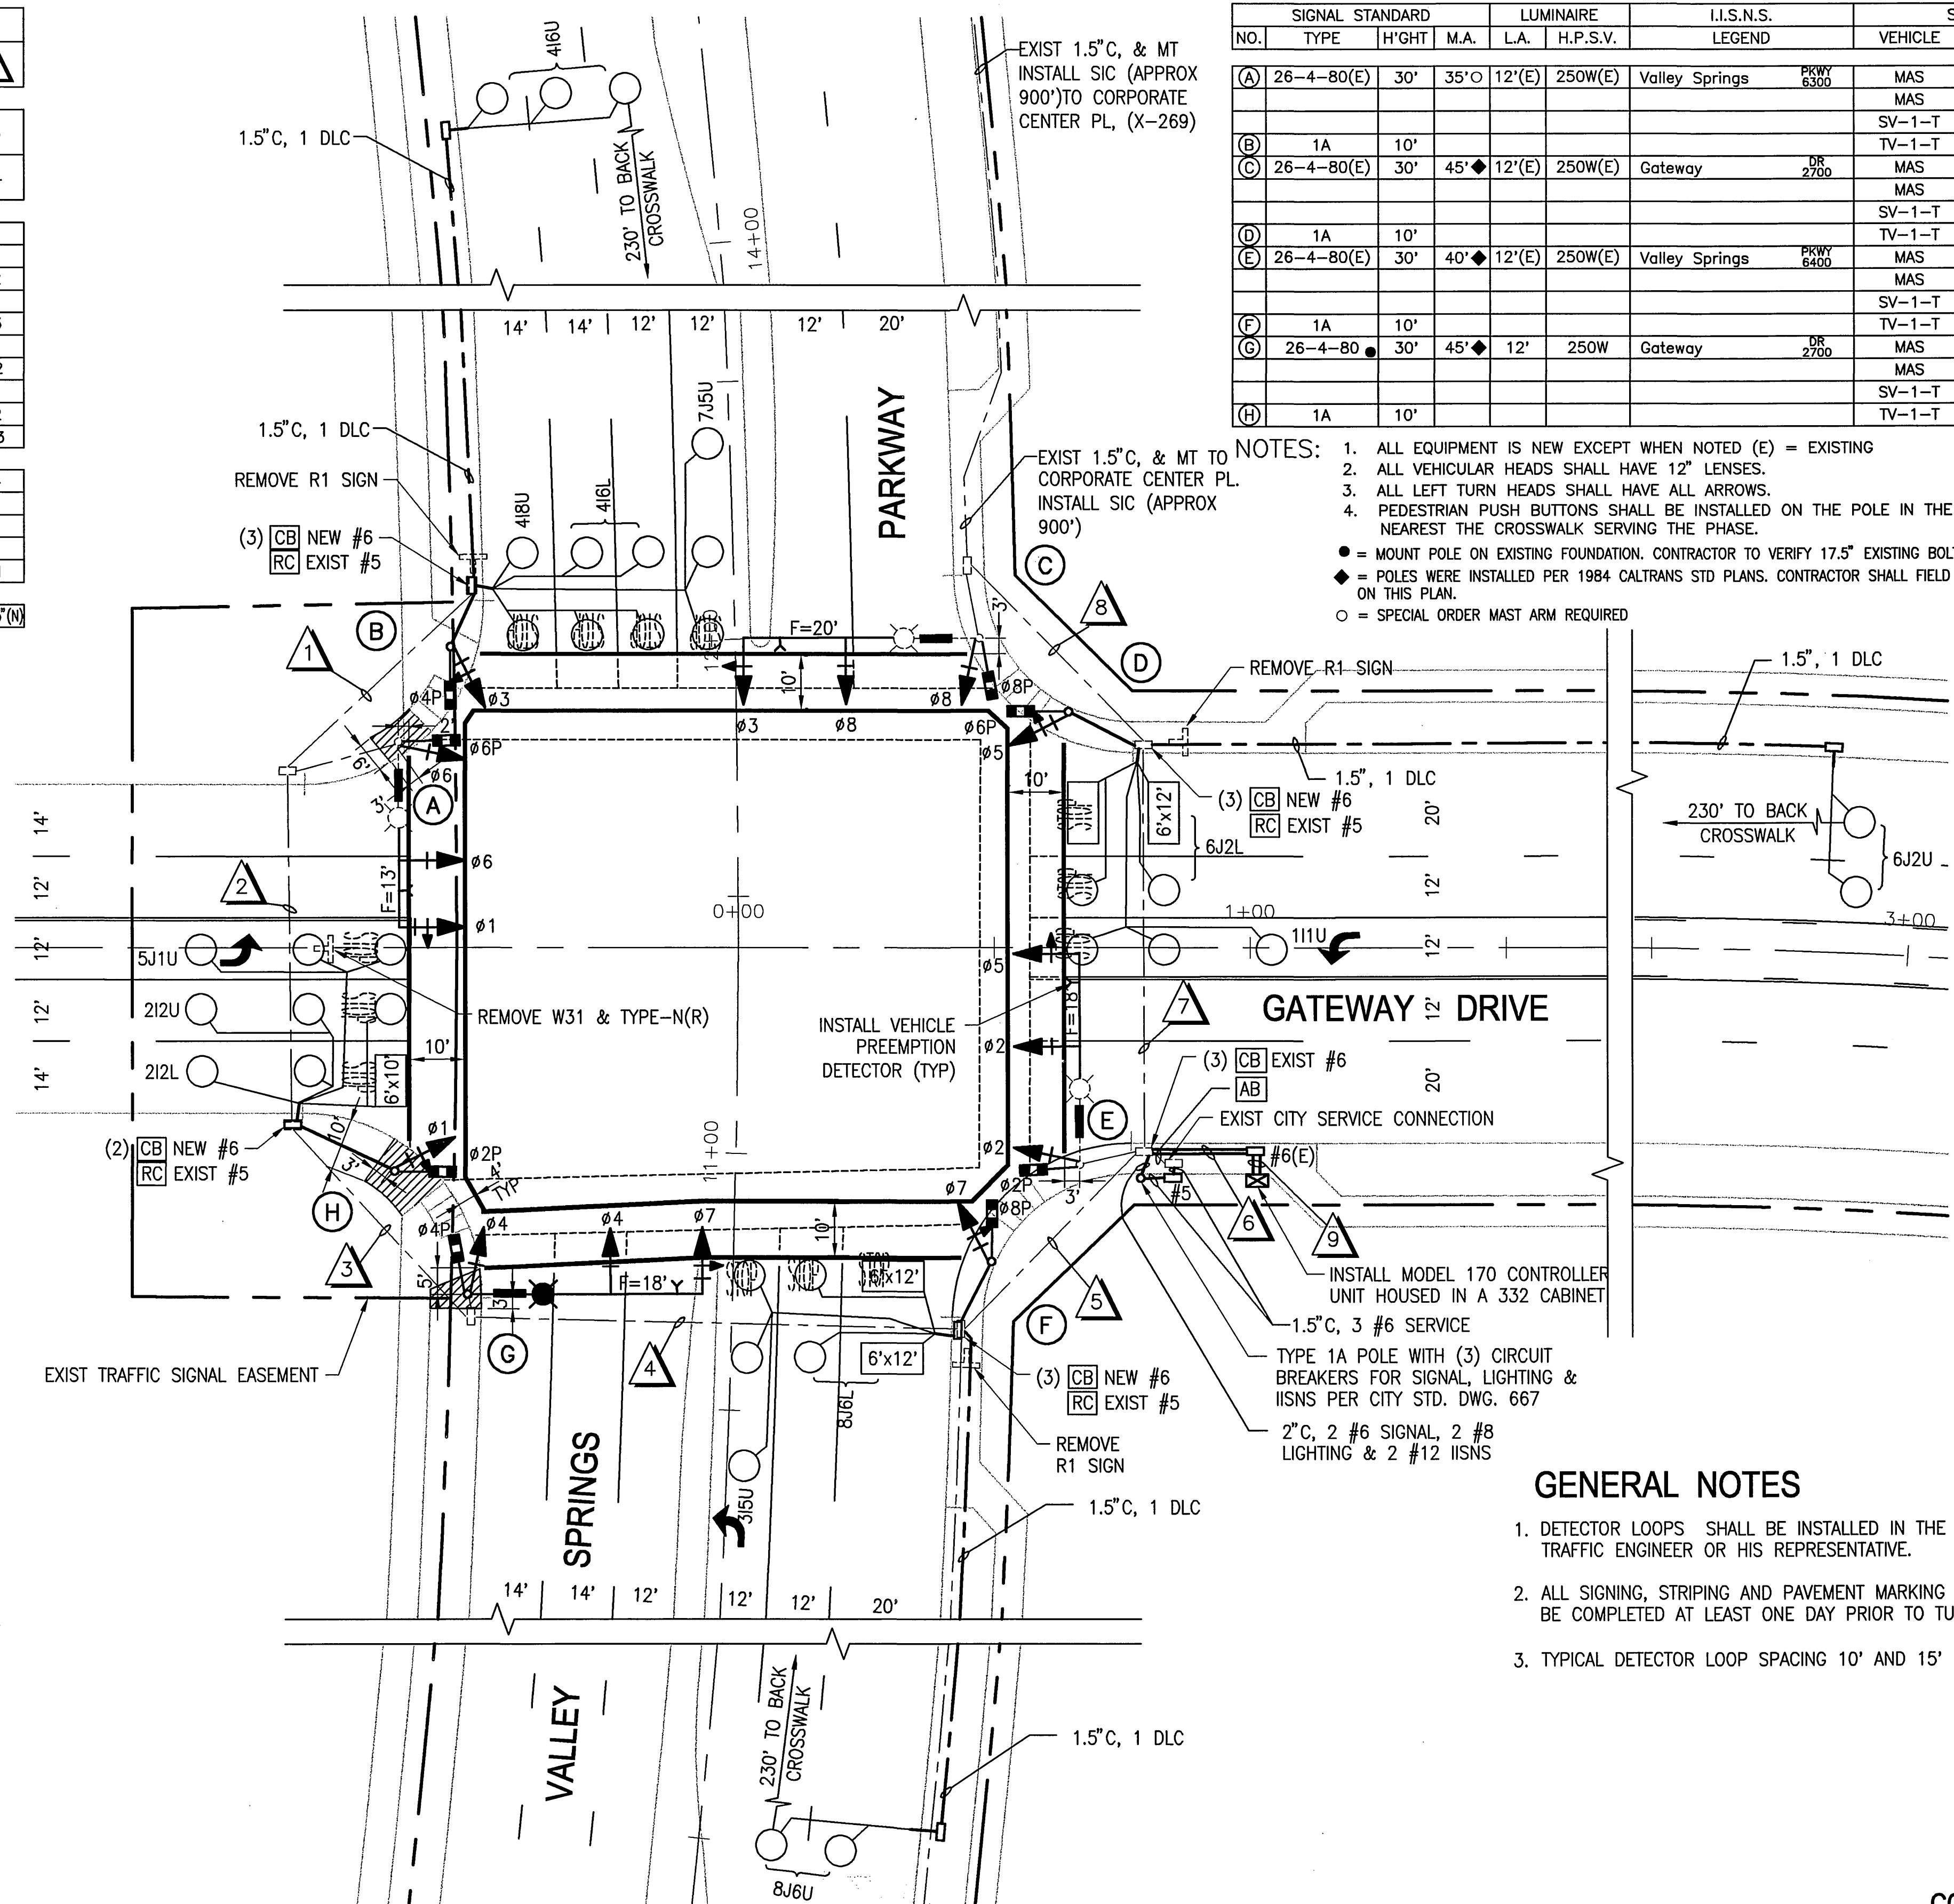 SIGNAL STANDARD LUMINAIRE I.I.S.N.S.
NO. TYPE H'GHT M.A. L.A. H.P.S.V. LEGEND VEHICLE
A 26-4-80(E) 30' 35'○ 12'(E) 250W(E) Valley Springs PKWY 6300 MAS
MAS
SV-1-T
B 1A 10' TV-1-T
C 26-4-80(E) 30' 45'◆ 12'(E) 250W(E) Gateway DR 2700 MAS
MAS
SV-1-T
D 1A 10' TV-1-T
E 26-4-80(E) 30' 40'◆ 12'(E) 250W(E) Valley Springs PKWY 6400 MAS
MAS
SV-1-T
F 1A 10' TV-1-T
G 26-4-80 ● 30' 45'◆ 12' 250W Gateway DR 2700 MAS
MAS
SV-1-T
H 1A 10' TV-1-T
NOTES: 1. ALL EQUIPMENT IS NEW EXCEPT WHEN NOTED (E) = EXISTING
2. ALL VEHICULAR HEADS SHALL HAVE 12" LENSES.
3. ALL LEFT TURN HEADS SHALL HAVE ALL ARROWS.
4. PEDESTRIAN PUSH BUTTONS SHALL BE INSTALLED ON THE POLE IN THE
NEAREST THE CROSSWALK SERVING THE PHASE.
● = MOUNT POLE ON EXISTING FOUNDATION. CONTRACTOR TO VERIFY 17.5" EXISTING BOL
◆ = POLES WERE INSTALLED PER 1984 CALTRANS STD PLANS. CONTRACTOR SHALL FIELD
ON THIS PLAN.
○ = SPECIAL ORDER MAST ARM REQUIRED
EXIST 1.5"C, & MT
INSTALL SIC (APPROX
900')TO CORPORATE
CENTER PL, (X-269)
4I6U
1.5"C, 1 DLC
230' TO BACK
CROSSWALK
14+00
14' 14' 12' 12' 12' 20'
1.5"C, 1 DLC
REMOVE R1 SIGN
(3) CB NEW #6
RC EXIST #5
4I8U
4I6L
7J5U
PARKWAY
EXIST 1.5"C, & MT TO
CORPORATE CENTER PL.
INSTALL SIC (APPROX
900')
C
8
D
B
1
F=20'
3'
10'
ø4P
ø3
ø3
ø8
ø8
ø8P
ø6P
ø5
2'
ø6P
6'
ø6
3'
A
REMOVE R1 SIGN
1.5", 1 DLC
1.5", 1 DLC
10'
(3) CB NEW #6
RC EXIST #5
6'x12'
6J2L
20'
230' TO BACK
CROSSWALK
6J2U
14'
12'
2
F=13'
ø6
ø1
0+00
12'
1+00
3+00
12'
5J1U
ø5
1I1U
12'
2I2U
12'
REMOVE W31 & TYPE-N(R)
INSTALL VEHICLE
PREEMPTION
DETECTOR (TYP)
F=18'
7
GATEWAY DRIVE
12'
2I2L
14'
6'x10'
10'
ø2
(3) CB EXIST #6
AB
20'
EXIST CITY SERVICE CONNECTION
E
(2) CB NEW #6
RC EXIST #5
10'
3'
ø1
ø2P
11+00
ø2
#6(E)
#5
6
9
H
3
4'
TYP
ø4P
ø4
ø4
ø7
ø7
ø2P
ø8P
3'
10'
5'
3'
F=18'
6'x12'
5
INSTALL MODEL 170 CONTROLLER
UNIT HOUSED IN A 332 CABINET
1.5"C, 3 #6 SERVICE
TYPE 1A POLE WITH (3) CIRCUIT
BREAKERS FOR SIGNAL, LIGHTING &
IISNS PER CITY STD. DWG. 667
2"C, 2 #6 SIGNAL, 2 #8
LIGHTING & 2 #12 IISNS
EXIST TRAFFIC SIGNAL EASEMENT
G
4
6'x12'
F
8J6L
(3) CB NEW #6
RC EXIST #5
REMOVE
R1 SIGN
3I5U
1.5"C, 1 DLC
SPRINGS
14' 14' 12' 12' 12' 20'
VALLEY
230' TO BACK
CROSSWALK
1.5"C, 1 DLC
8J6U
GENERAL NOTES
1. DETECTOR LOOPS SHALL BE INSTALLED IN THE
TRAFFIC ENGINEER OR HIS REPRESENTATIVE.
2. ALL SIGNING, STRIPING AND PAVEMENT MARKING
BE COMPLETED AT LEAST ONE DAY PRIOR TO TU
3. TYPICAL DETECTOR LOOP SPACING 10' AND 15'